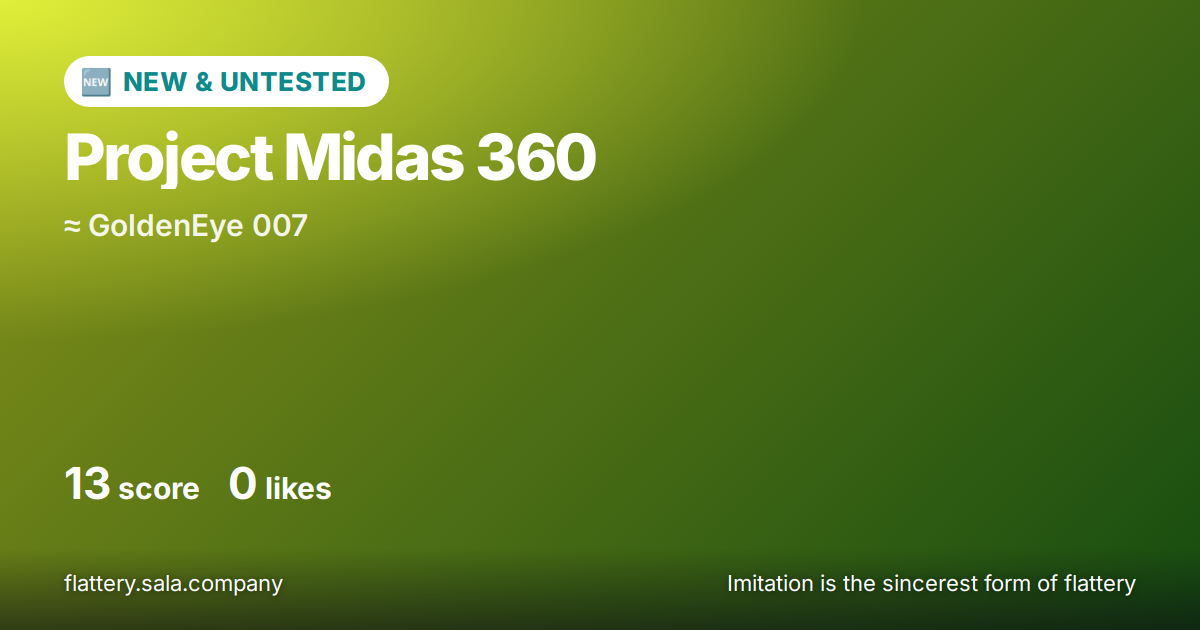 🆕 NEW & UNTESTED
Project Midas 360
≈ GoldenEye 007
13 score 0 likes
flattery.sala.company
Imitation is the sincerest form of flattery